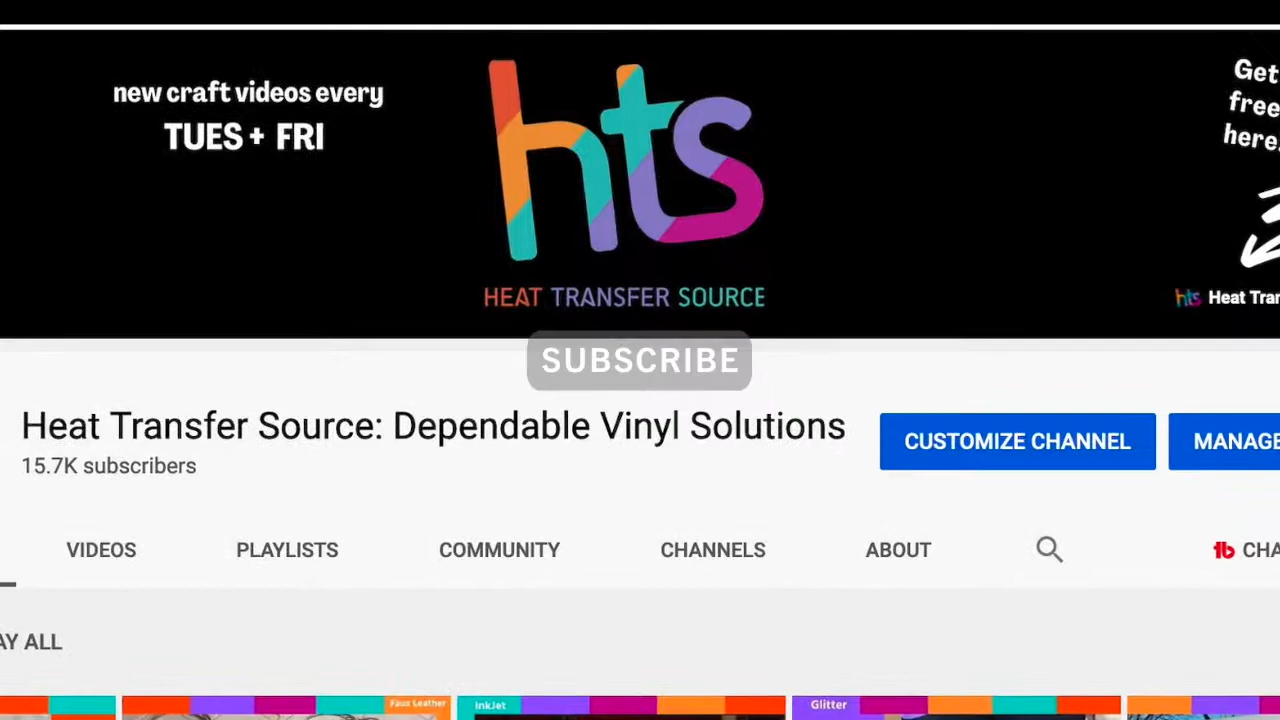 new craft videos every
TUES + FRI
hts
HEAT TRANSFER SOURCE
Get
free
here.
hts Heat Tran
SUBSCRIBE
Heat Transfer Source: Dependable Vinyl Solutions
15.7K subscribers
CUSTOMIZE CHANNEL
MANAGE
VIDEOS
PLAYLISTS
COMMUNITY
CHANNELS
ABOUT
CHA
AY ALL
Faux Leather
InkJet
Glitter